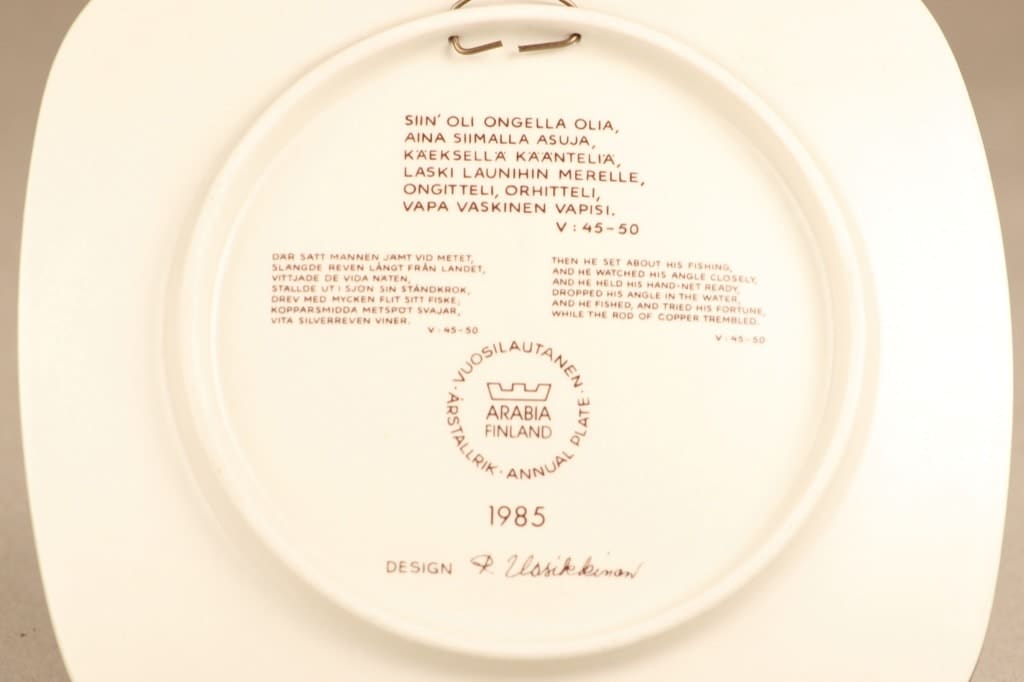 SIIN' OLI ONGELLA OLIA,
AINA SIIMALLA ASUJA,
KÄEKSELLÄ KÄÄNTELIÄ,
LASKI LAUNIHIN MERELLE,
ONGITTELI, ORHITTELI,
VAPA VASKINEN VAPISI.
V : 45-50
DÄR SATT MANNEN JÄMT VID METET,
SLÄNGDE REVEN LÅNGT FRÅN LANDET,
VITTJADE DE VIDA NÄTEN,
STÄLLDE UT I SJÖN SIN STÅNDKROK,
DREV MED MYCKEN FLIT SITT FISKE;
KOPPARSMIDDA METSPÖT SVAJAR,
VITA SILVERREVEN VINER.
V : 45-50
THEN HE SET ABOUT HIS FISHING,
AND HE WATCHED HIS ANGLE CLOSELY,
AND HE HELD HIS HAND-NET READY,
DROPPED HIS ANGLE IN THE WATER,
AND HE FISHED, AND TRIED HIS FORTUNE,
WHILE THE ROD OF COPPER TREMBLED.
V : 45-50
· VUOSILAUTANEN · ANNUAL PLATE · ÅRSTALLRIK
ARABIA
FINLAND
1985
DESIGN R. Uosikkinen